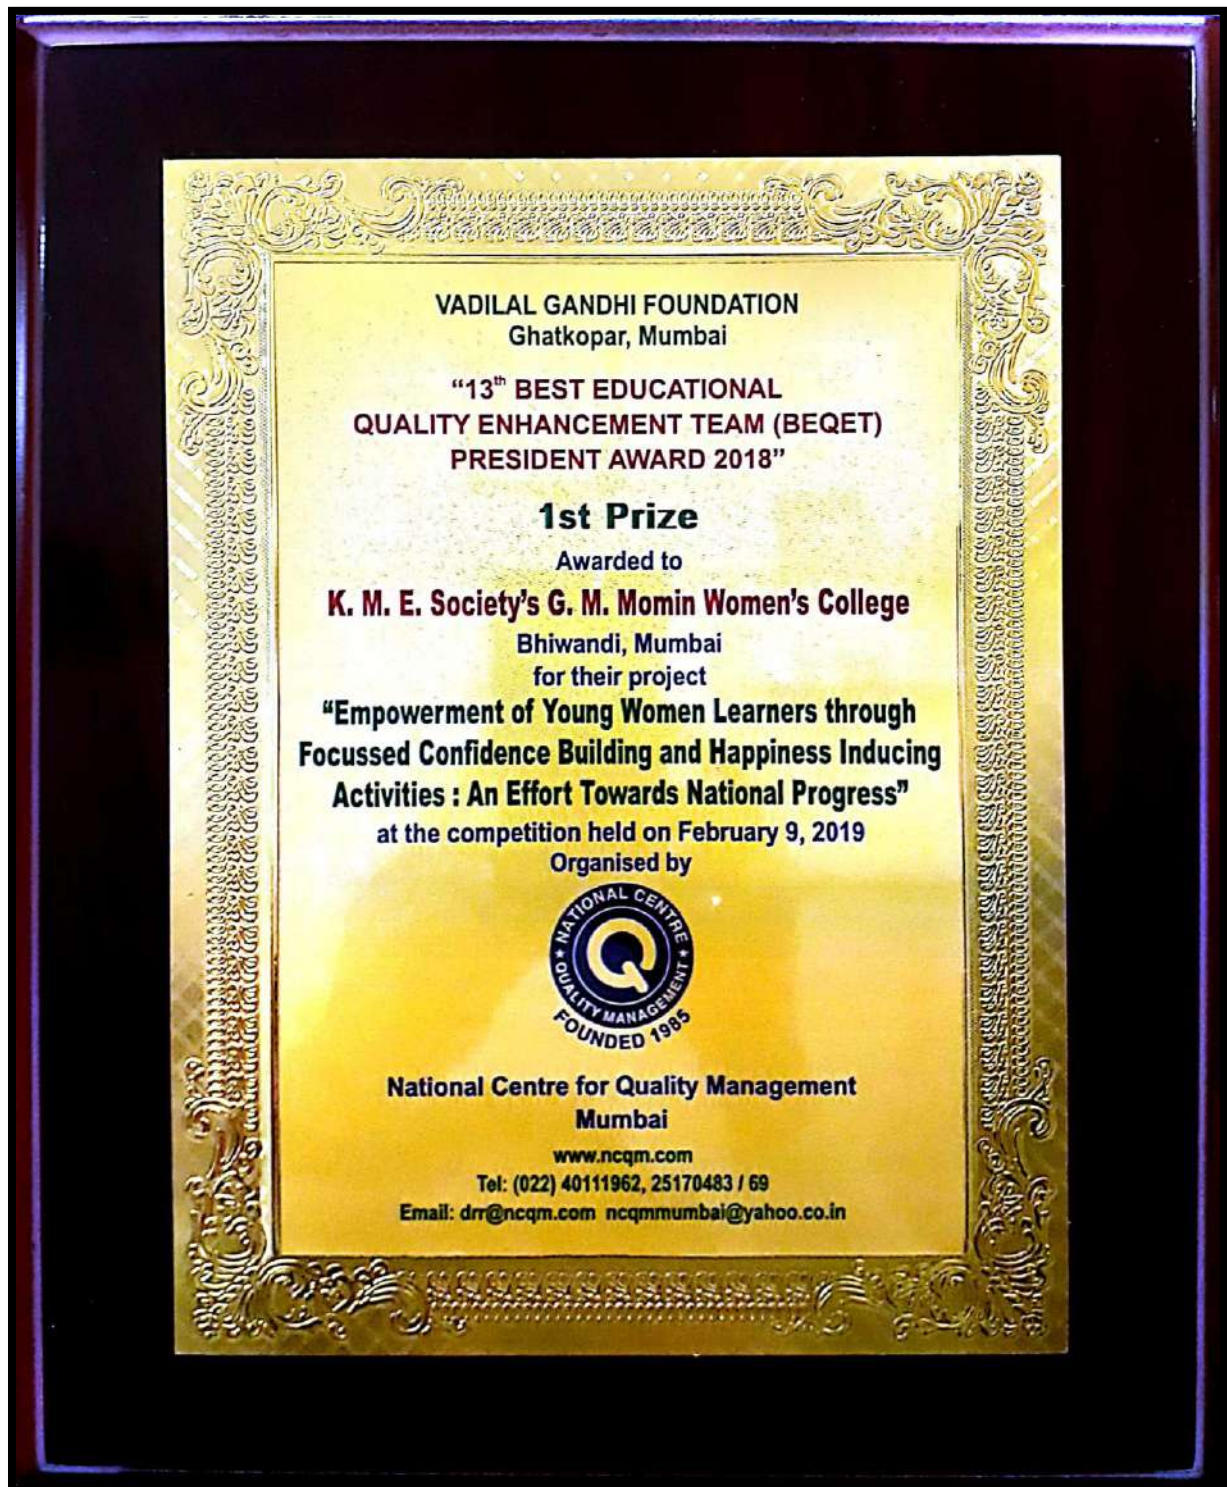 VADILAL GANDHI FOUNDATION
Ghatkopar, Mumbai
“13th BEST EDUCATIONAL
QUALITY ENHANCEMENT TEAM (BEQET)
PRESIDENT AWARD 2018”
1st Prize
Awarded to
K. M. E. Society's G. M. Momin Women's College
Bhiwandi, Mumbai
for their project
“Empowerment of Young Women Learners through
Focussed Confidence Building and Happiness Inducing
Activities : An Effort Towards National Progress”
at the competition held on February 9, 2019
Organised by
NATIONAL CENTRE
Q
QUALITY MANAGEMENT
FOUNDED 1985
National Centre for Quality Management
Mumbai
www.ncqm.com
Tel: (022) 40111962, 25170483 / 69
Email: drr@ncqm.com ncqmmumbai@yahoo.co.in